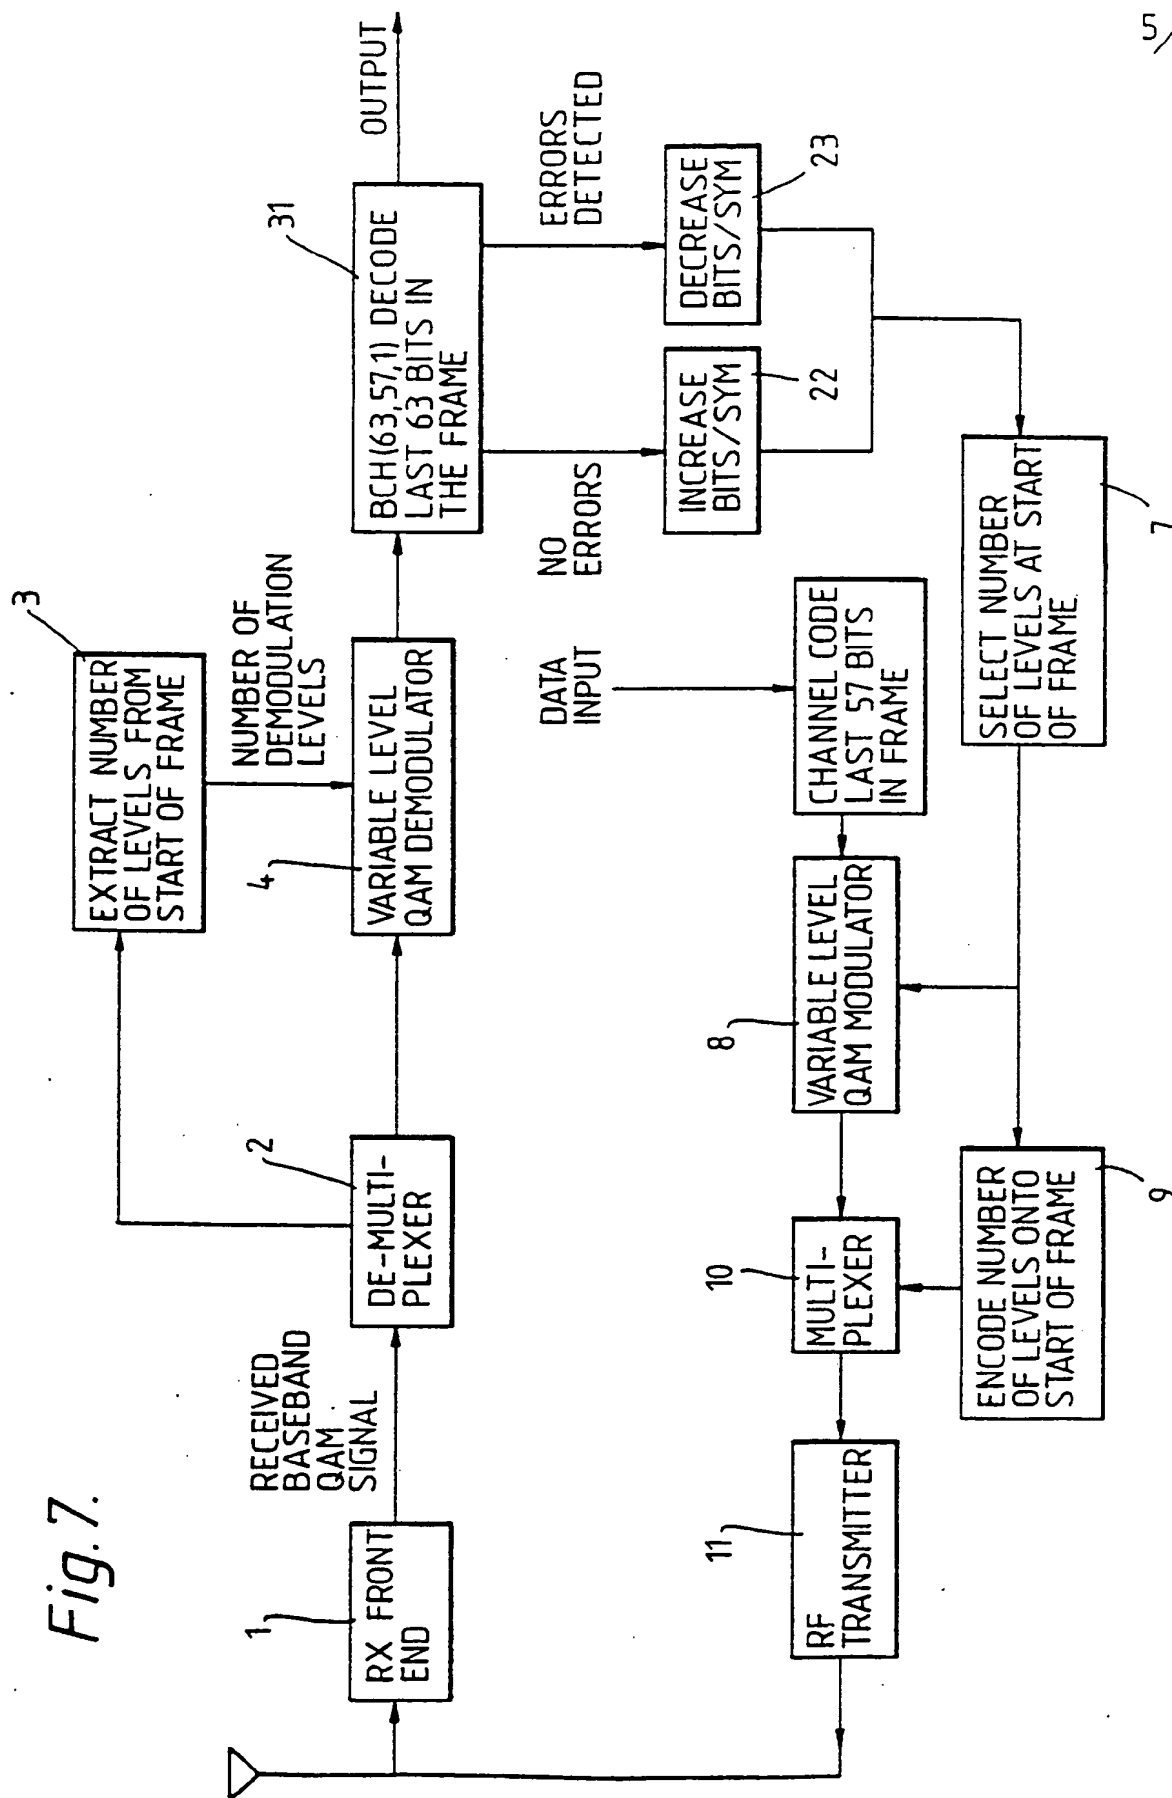 5/
Fig. 7.
1
RX FRONT
END
RECEIVED
BASEBAND
QAM
SIGNAL
2
DE-MULTI-
PLEXER
3
EXTRACT NUMBER
OF LEVELS FROM
START OF FRAME
NUMBER OF
DEMODULATION
LEVELS
4
VARIABLE LEVEL
QAM DEMODULATOR
31
BCH(63,57,1) DECODE
LAST 63 BITS IN
THE FRAME
OUTPUT
NO
ERRORS
ERRORS
DETECTED
INCREASE
BITS/SYM
22
DECREASE
BITS/SYM
23
DATA
INPUT
CHANNEL CODE
LAST 57 BITS
IN FRAME
SELECT NUMBER
OF LEVELS AT START
OF FRAME
7
8
VARIABLE LEVEL
QAM MODULATOR
10
MULTI-
PLEXER
ENCODE NUMBER
OF LEVELS ONTO
START OF FRAME
9
11
RF
TRANSMITTER